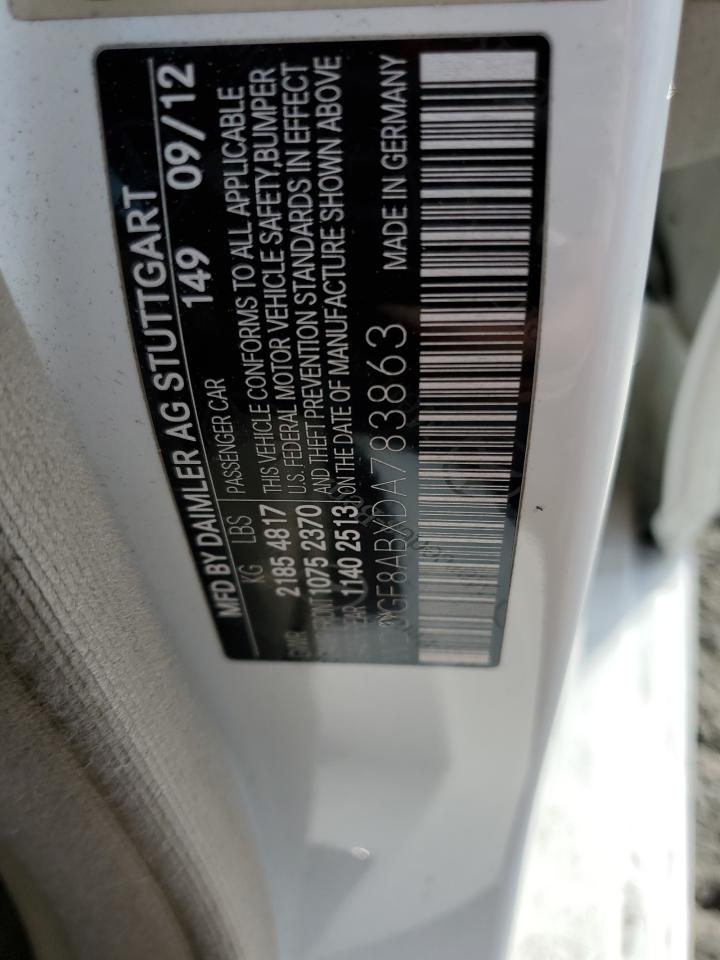 MFD BY DAIMLER AG STUTTGART
149 09/12
KG LBS PASSENGER CAR
GVWR 2185 4817 THIS VEHICLE CONFORMS TO ALL APPLICABLE
U.S. FEDERAL MOTOR VEHICLE SAFETY,BUMPER
1075 2370 AND THEFT PREVENTION STANDARDS IN EFFECT
1140 2513 ON THE DATE OF MANUFACTURE SHOWN ABOVE
GF8ABXDA783863 MADE IN GERMANY